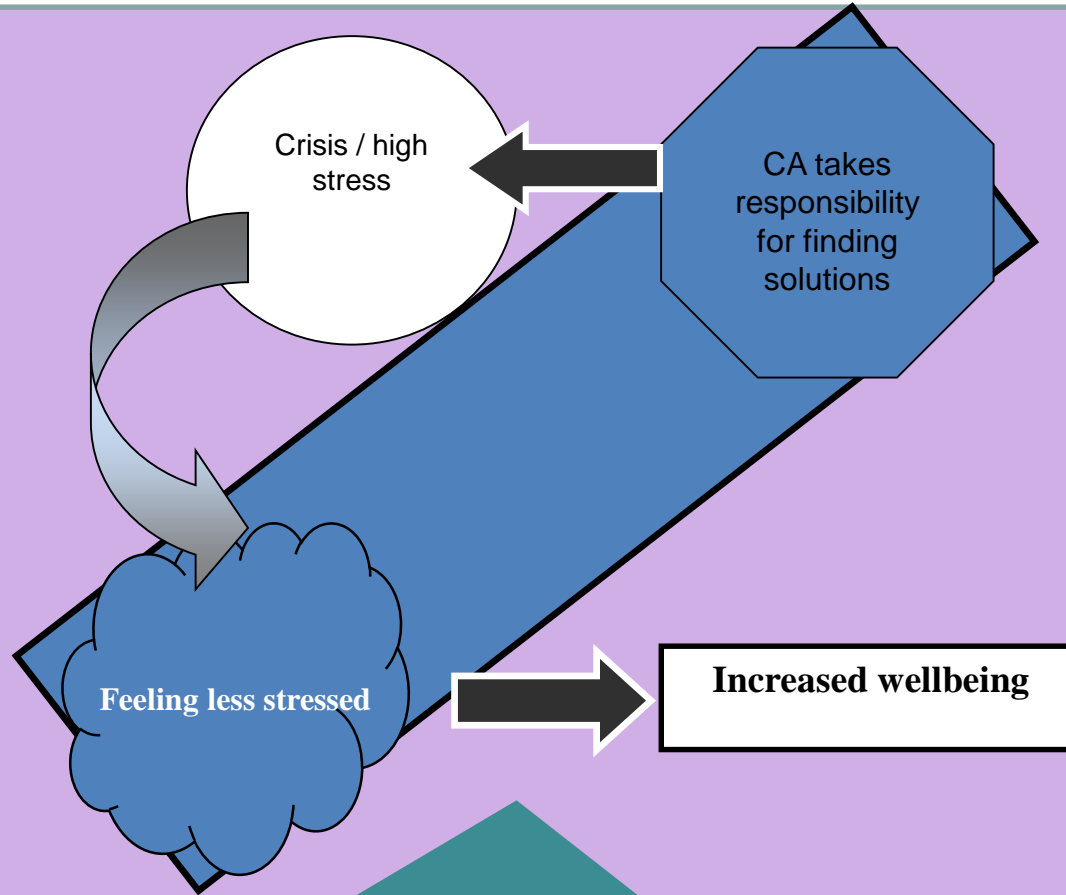 Crisis / high
stress
CA takes
responsibility
for finding
solutions
Feeling less stressed
Increased wellbeing